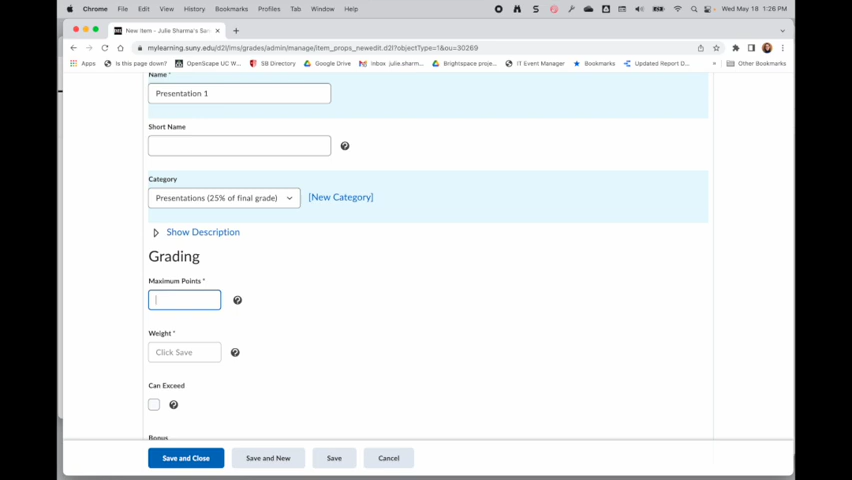 Chrome File Edit View History Bookmarks Profiles Tab Window Help Wed May 18 1:26 PM
New Item - Julie Sharma's San
mylearning.suny.edu/d2l/lms/grades/admin/manage/item_props_newedit.d2l?objectType=1&ou=30269
Apps Is this page down? OpenScape UC W... SB Directory Google Drive Inbox julie.sharm... Brightspace proje... IT Event Manager Bookmarks Updated Report D... » Other Bookmarks
Name *
Presentation 1
Short Name
Category
Presentations (25% of final grade) [New Category]
Show Description
Grading
Maximum Points *
Weight *
Click Save
Can Exceed
Bonus
Save and Close Save and New Save Cancel